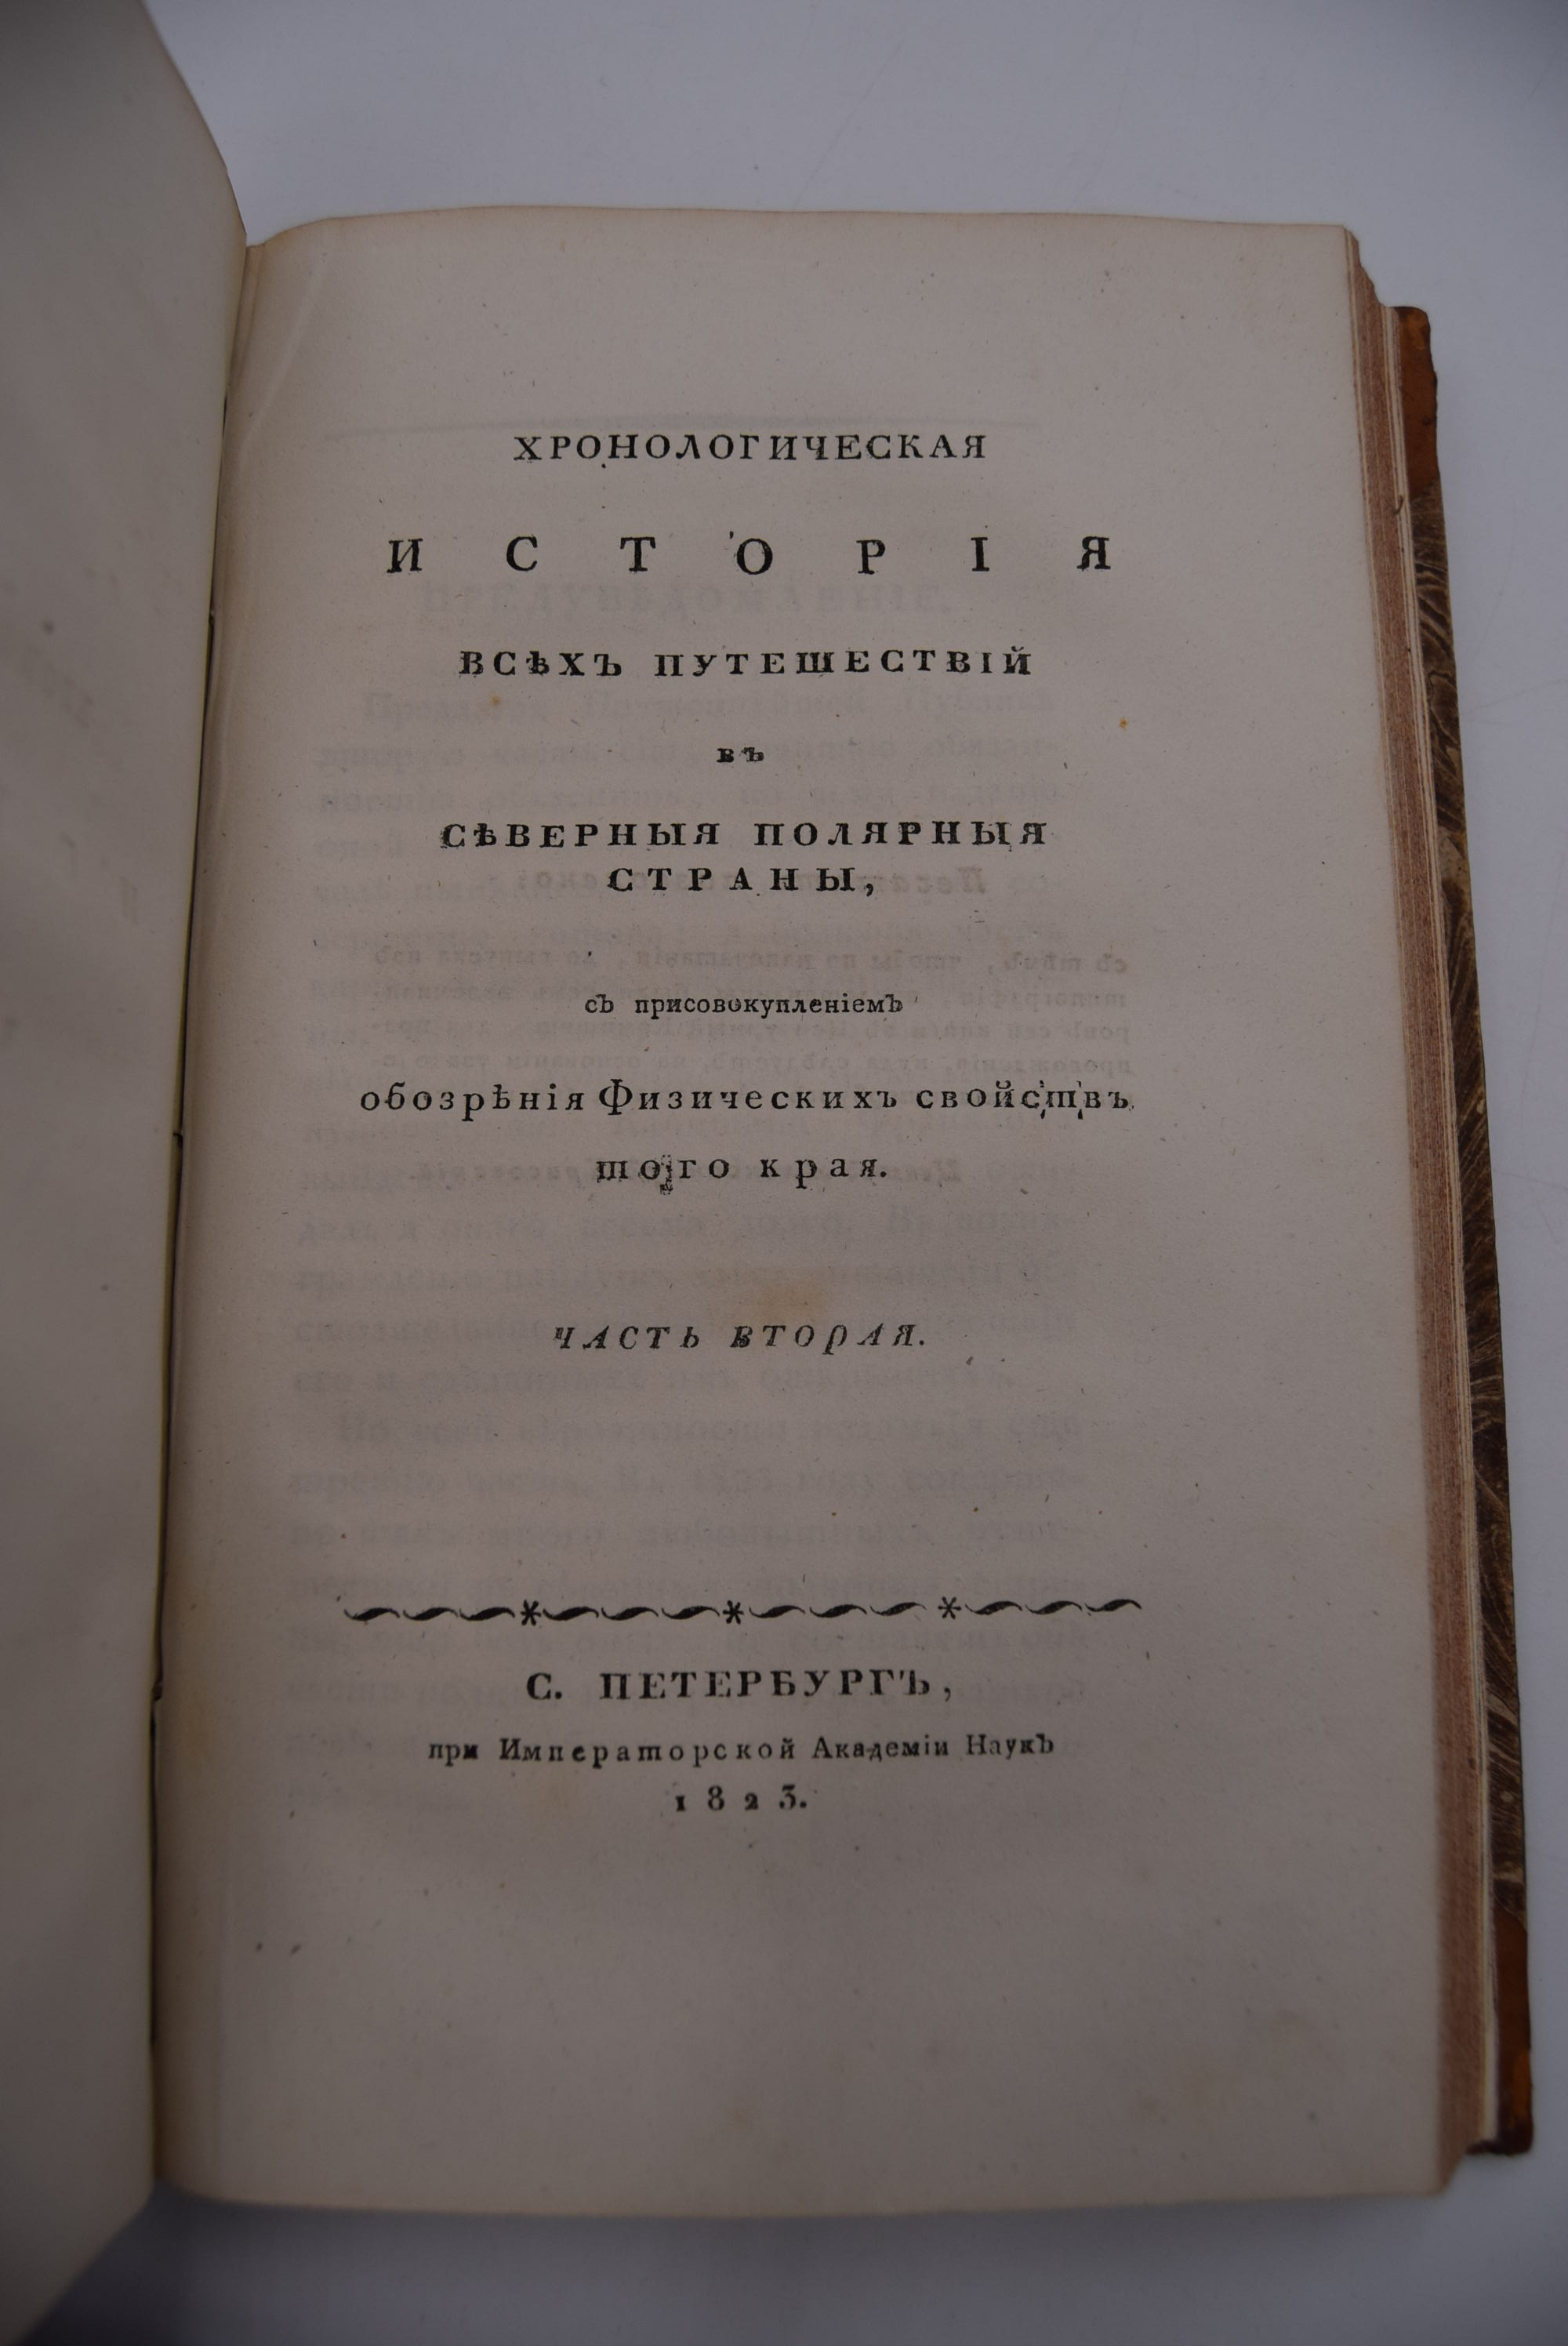 ХРОНОЛОГИЧЕСКАЯ
ИСТОРІЯ
ВСѢХЪ ПУТЕШЕСТВІЙ
въ
СѢВЕРНЫЯ ПОЛЯРНЫЯ
СТРАНЫ,
съ присовокупленіемъ
обозрѣнія Физическихъ свойствъ
того края.
ЧАСТЬ ВТОРАЯ.
С. ПЕТЕРБУРГЪ,
при Императорской Академіи Наукъ
1823.